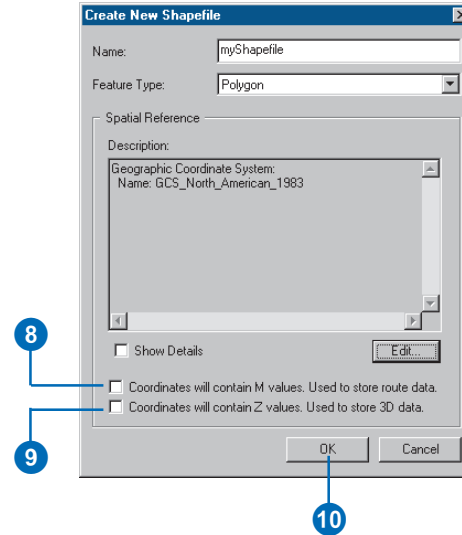 Create New Shapefile
Name: myShapefile
Feature Type: Polygon
Spatial Reference
Description:
Geographic Coordinate System:
Name: GCS_North_American_1983
Show Details Edit...
8
Coordinates will contain M values. Used to store route data.
Coordinates will contain Z values. Used to store 3D data.
9
OK Cancel
10